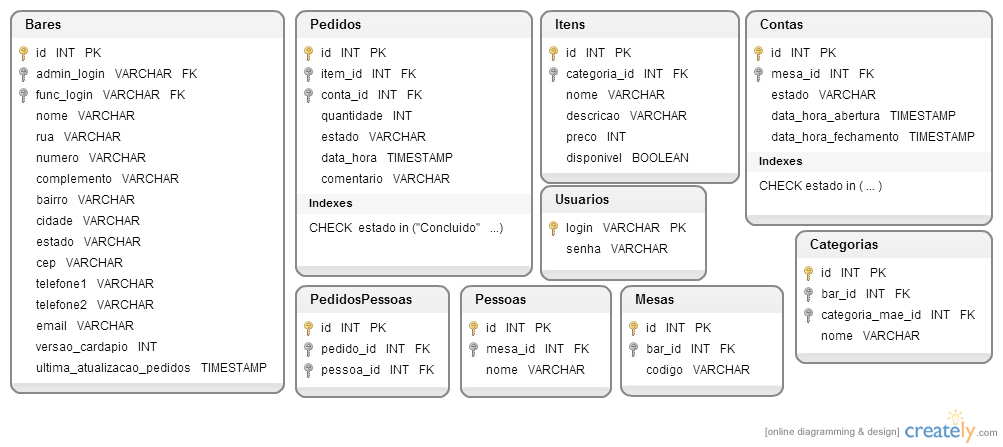 Bares
id INT PK
admin_login VARCHAR FK
func_login VARCHAR FK
nome VARCHAR
rua VARCHAR
numero VARCHAR
complemento VARCHAR
bairro VARCHAR
cidade VARCHAR
estado VARCHAR
cep VARCHAR
telefone1 VARCHAR
telefone2 VARCHAR
email VARCHAR
versao_cardapio INT
ultima_atualizacao_pedidos TIMESTAMP
Pedidos
id INT PK
item_id INT FK
conta_id INT FK
quantidade INT
estado VARCHAR
data_hora TIMESTAMP
comentario VARCHAR
Indexes
CHECK estado in ("Concluido" ...)
Itens
id INT PK
categoria_id INT FK
nome VARCHAR
descricao VARCHAR
preco INT
disponivel BOOLEAN
Contas
id INT PK
mesa_id INT FK
estado VARCHAR
data_hora_abertura TIMESTAMP
data_hora_fechamento TIMESTAMP
Indexes
CHECK estado in ( ... )
Usuarios
login VARCHAR PK
senha VARCHAR
Categorias
id INT PK
bar_id INT FK
categoria_mae_id INT FK
nome VARCHAR
PedidosPessoas
id INT PK
pedido_id INT FK
pessoa_id INT FK
Pessoas
id INT PK
mesa_id INT FK
nome VARCHAR
Mesas
id INT PK
bar_id INT FK
codigo VARCHAR
[online diagramming & design] creately.com